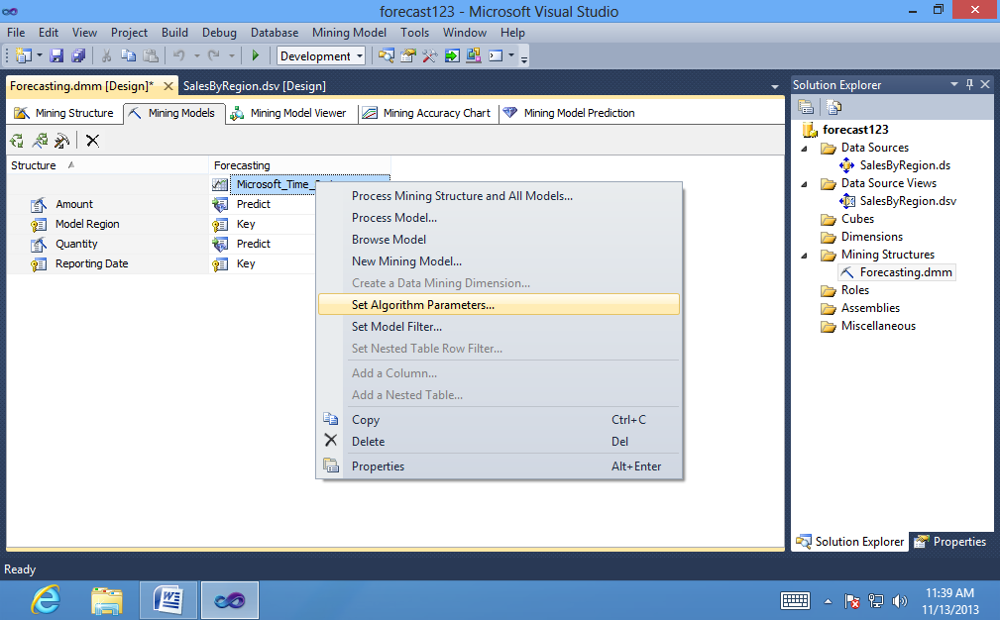 forecast123 - Microsoft Visual Studio
File Edit View Project Build Debug Database Mining Model Tools Window Help
Development
Forecasting.dmm [Design]* SalesByRegion.dsv [Design]
Mining Structure Mining Models Mining Model Viewer Mining Accuracy Chart Mining Model Prediction
Structure Forecasting
Microsoft_Time_
Amount Predict
Model Region Key
Quantity Predict
Reporting Date Key
Process Mining Structure and All Models...
Process Model...
Browse Model
New Mining Model...
Create a Data Mining Dimension...
Set Algorithm Parameters...
Set Model Filter...
Set Nested Table Row Filter...
Add a Column...
Add a Nested Table...
Copy Ctrl+C
Delete Del
Properties Alt+Enter
Solution Explorer
forecast123
Data Sources
SalesByRegion.ds
Data Source Views
SalesByRegion.dsv
Cubes
Dimensions
Mining Structures
Forecasting.dmm
Roles
Assemblies
Miscellaneous
Solution Explorer Properties
Ready
11:39 AM
11/13/2013